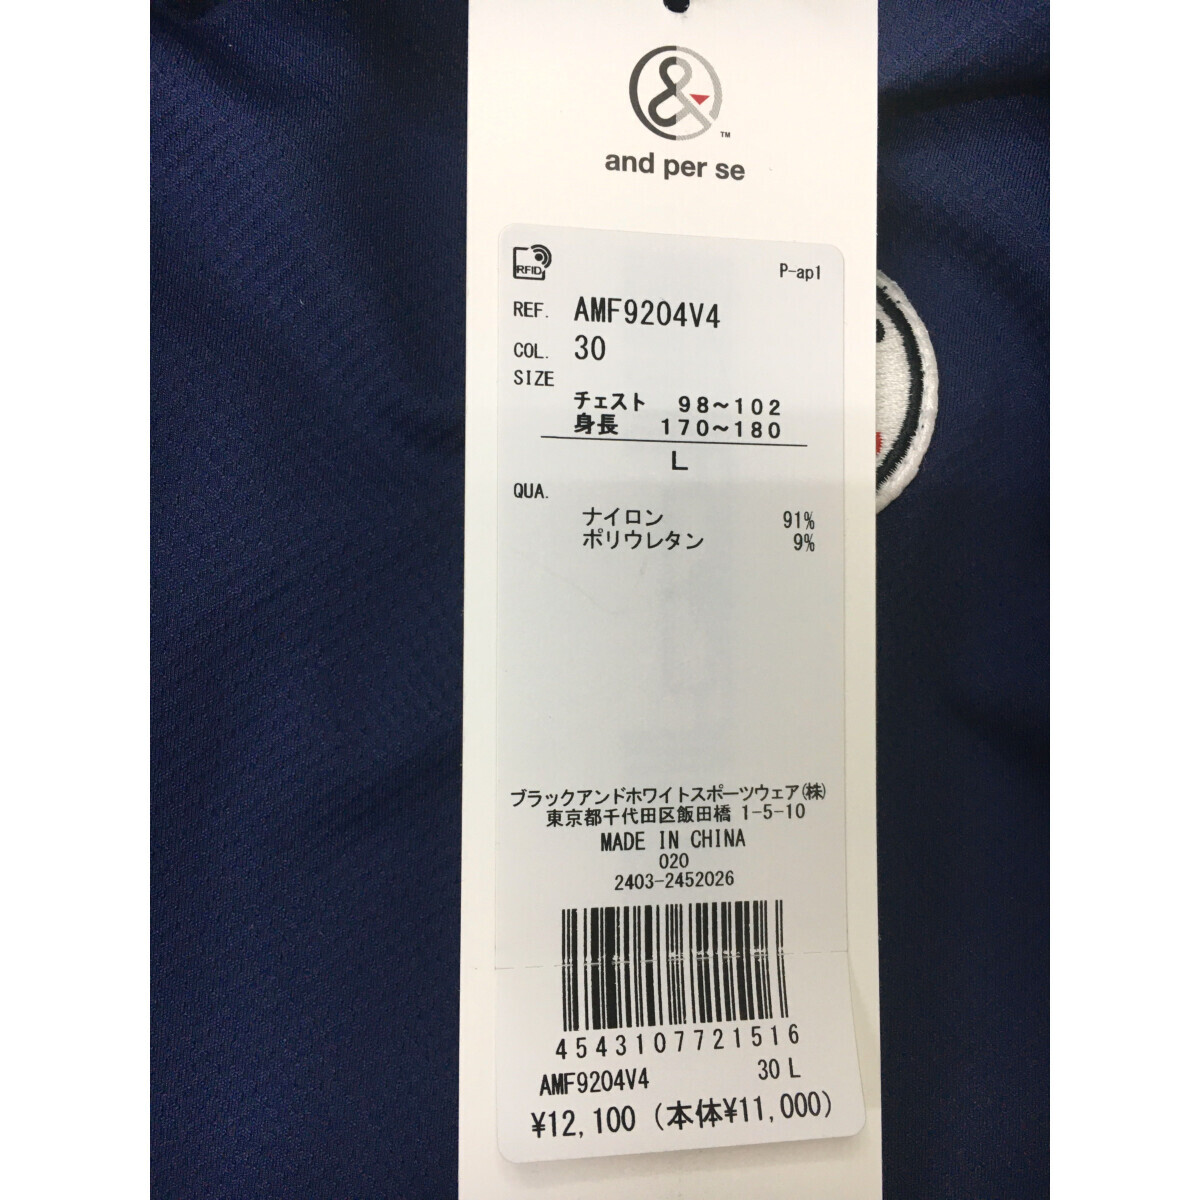 &
TM
and per se
RFID
P-ap1
REF. AMF9204V4
COL. 30
SIZE
チェスト 98～102
身長 170～180
L
QUA.
ナイロン 91%
ポリウレタン 9%
ブラックアンドホワイトスポーツウェア(株)
東京都千代田区飯田橋 1-5-10
MADE IN CHINA
020
2403-2452026
4543107721516
AMF9204V4 30 L
¥12,100 (本体¥11,000)